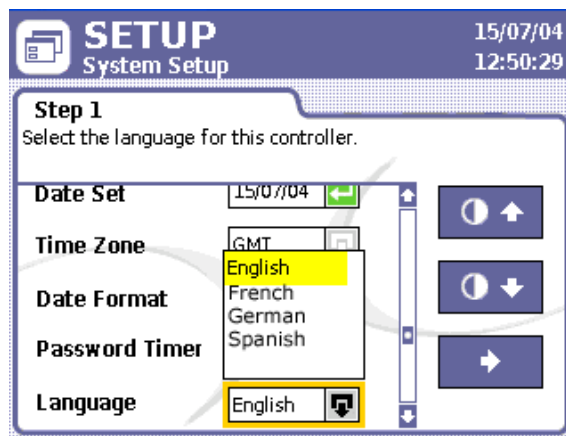 SETUP
System Setup
15/07/04
12:50:29
Step 1
Select the language for this controller.
Date Set 15/07/04
Time Zone GMT
English
French
Date Format
German
Spanish
Password Timer
Language English